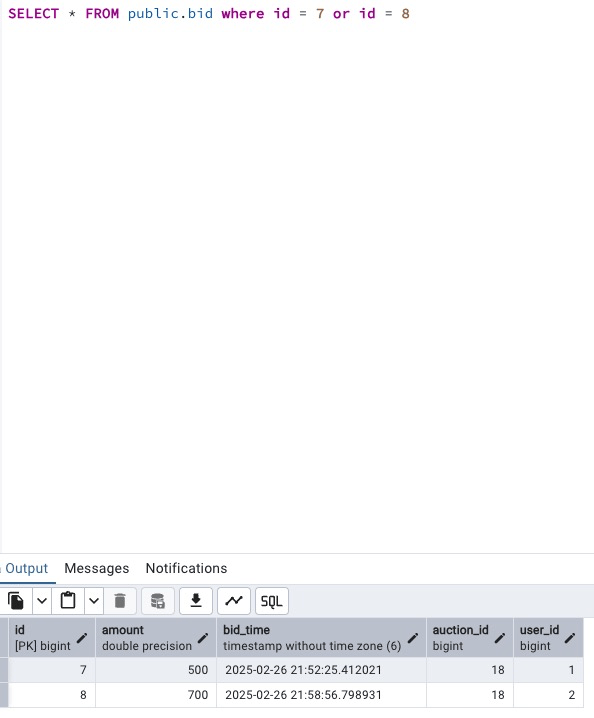 SELECT * FROM public.bid where id = 7 or id = 8
Output Messages Notifications
SQL
id amount bid_time auction_id user_id
[PK] bigint double precision timestamp without time zone (6) bigint bigint
7 500 2025-02-26 21:52:25.412021 18 1
8 700 2025-02-26 21:58:56.798931 18 2